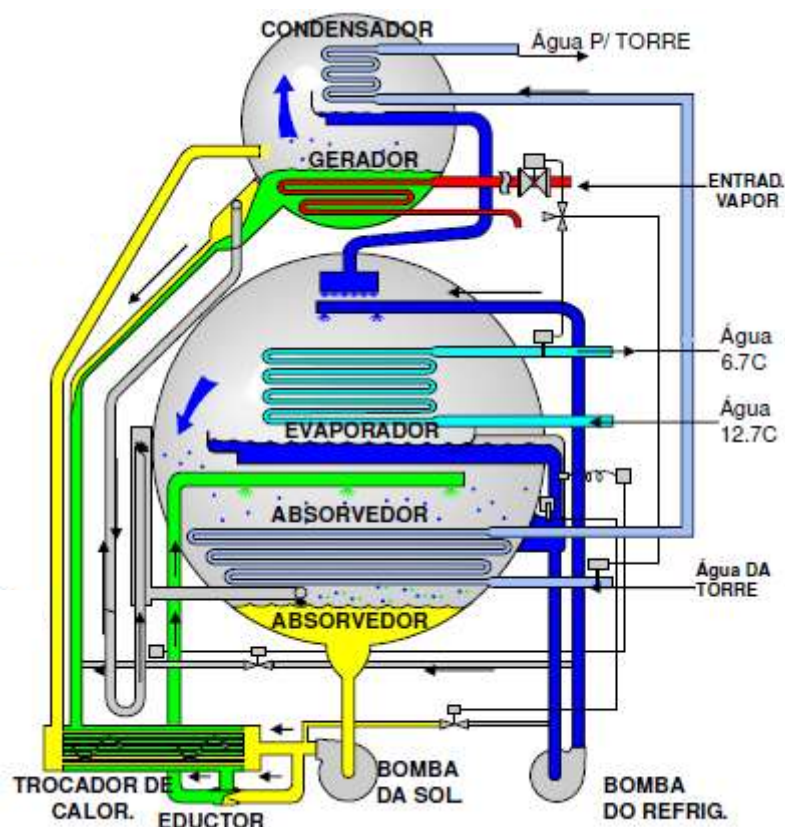 CONDENSADOR
Água P/ TORRE
GERADOR
ENTRAD.
VAPOR
Água
6.7C
EVAPORADOR
Água
12.7C
ABSORVEDOR
Água DA
TORRE
ABSORVEDOR
TROCADOR DE
CALOR.
EDUCTOR
BOMBA
DA SOL.
BOMBA
DO REFRIG.